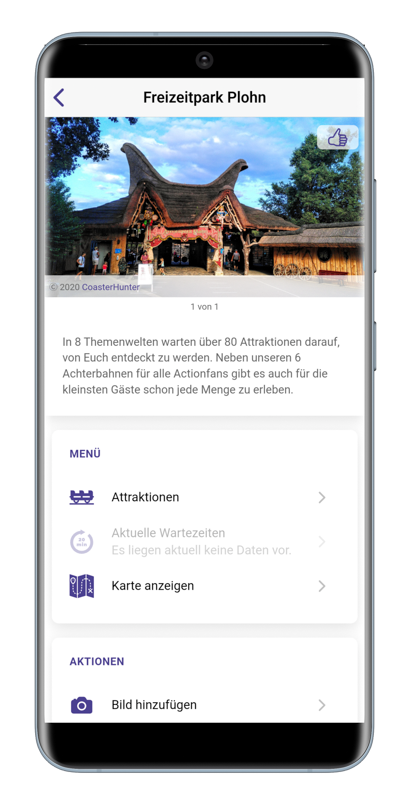 Freizeitpark Plohn
© 2020 CoasterHunter
1 von 1
In 8 Themenwelten warten über 80 Attraktionen darauf,
von Euch entdeckt zu werden. Neben unseren 6
Achterbahnen für alle Actionfans gibt es auch für die
kleinsten Gäste schon jede Menge zu erleben.
MENÜ
Attraktionen
20
min
Aktuelle Wartezeiten
Es liegen aktuell keine Daten vor.
Karte anzeigen
AKTIONEN
Bild hinzufügen